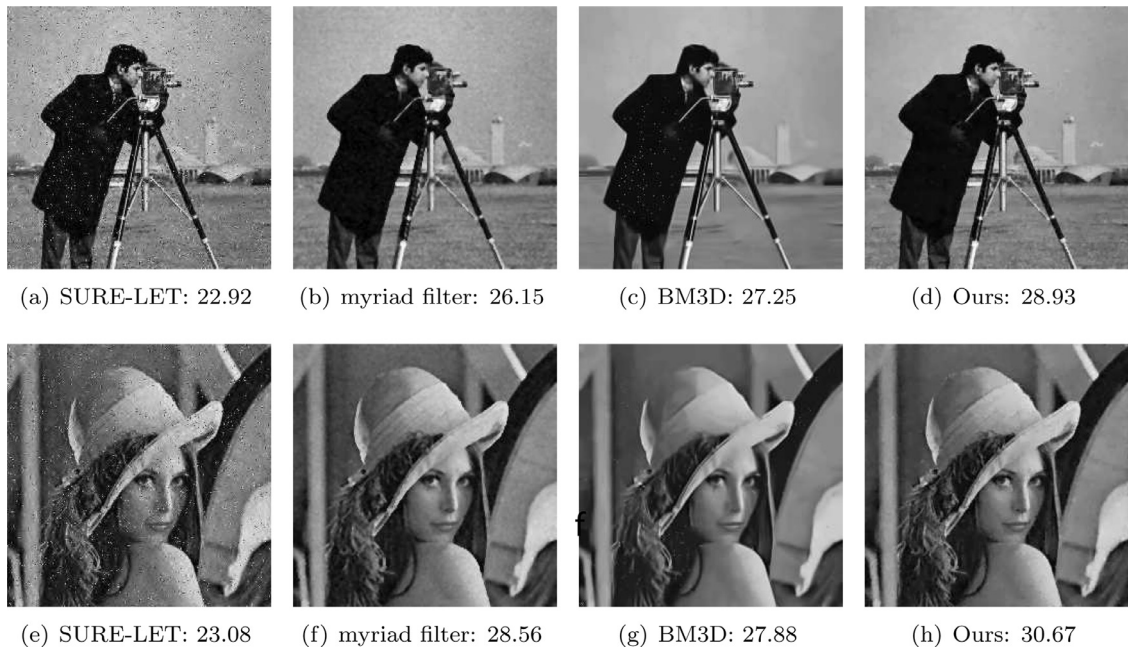 (a) SURE-LET: 22.92
(b) myriad filter: 26.15
(c) BM3D: 27.25
(d) Ours: 28.93
f
(e) SURE-LET: 23.08
(f) myriad filter: 28.56
(g) BM3D: 27.88
(h) Ours: 30.67